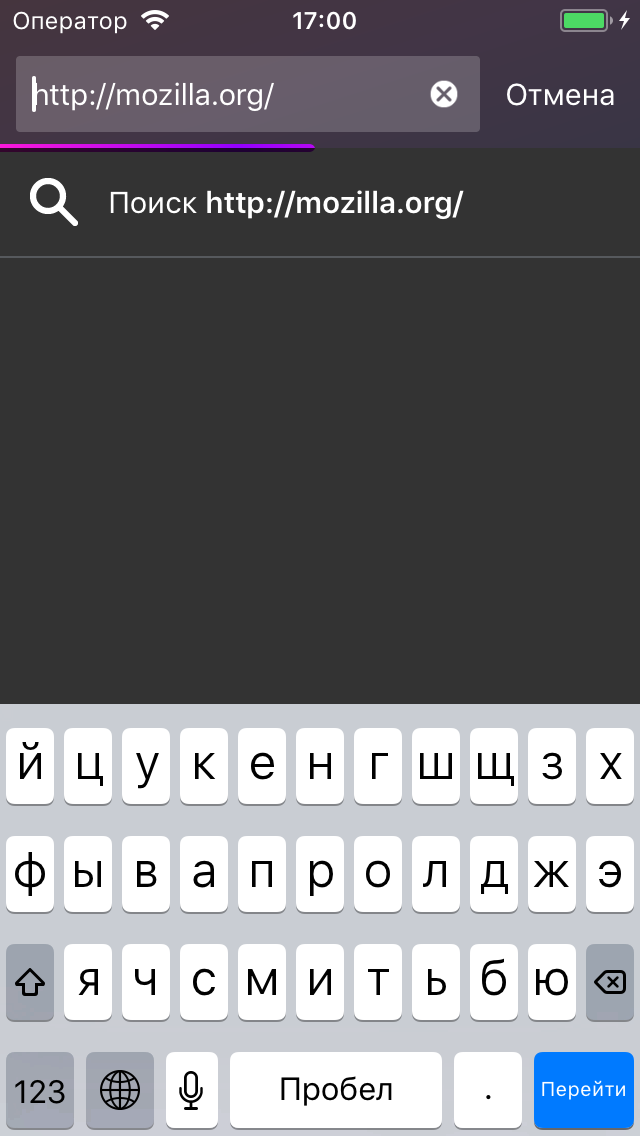 Оператор 17:00
http://mozilla.org/ Отмена
Поиск http://mozilla.org/
й ц у к е н г ш щ з х
ф ы в а п р о л д ж э
я ч с м и т ь б ю
123 Пробел . Перейти